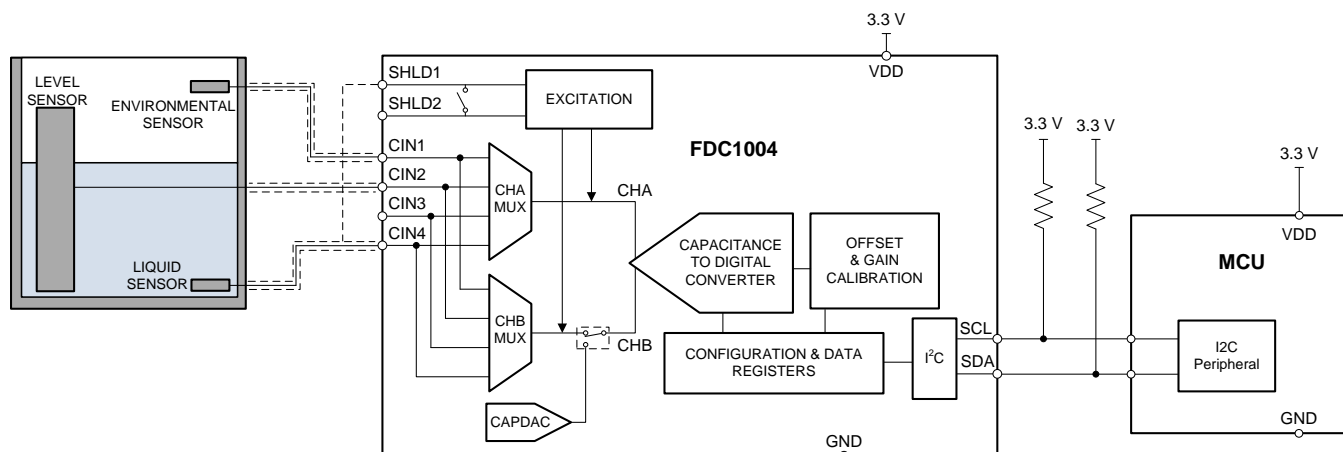 3.3 V
VDD
LEVEL
SENSOR
ENVIRONMENTAL
SENSOR
LIQUID
SENSOR
SHLD1
SHLD2
CIN1
CIN2
CIN3
CIN4
EXCITATION
FDC1004
CHA
MUX
CHA
CHB
MUX
CHB
CAPDAC
CAPACITANCE
TO DIGITAL
CONVERTER
OFFSET
& GAIN
CALIBRATION
CONFIGURATION & DATA
REGISTERS
I²C
SCL
SDA
GND
3.3 V
3.3 V
3.3 V
VDD
MCU
I2C
Peripheral
GND